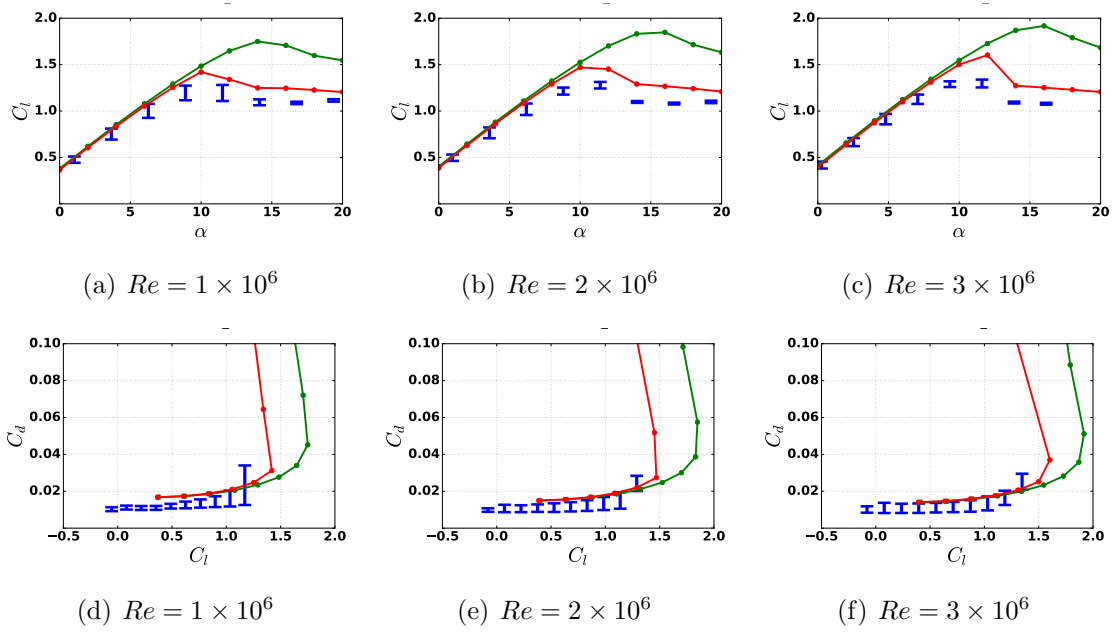 2.0
1.5
1.0
0.5
C_l
0 5 10 15 20
α
(a) Re = 1 × 10^6
2.0
1.5
1.0
0.5
C_l
0 5 10 15 20
α
(b) Re = 2 × 10^6
2.0
1.5
1.0
0.5
C_l
0 5 10 15 20
α
(c) Re = 3 × 10^6
0.10
0.08
0.06
0.04
0.02
C_d
−0.5 0.0 0.5 1.0 1.5 2.0
C_l
(d) Re = 1 × 10^6
0.10
0.08
0.06
0.04
0.02
C_d
−0.5 0.0 0.5 1.0 1.5 2.0
C_l
(e) Re = 2 × 10^6
0.10
0.08
0.06
0.04
0.02
C_d
−0.5 0.0 0.5 1.0 1.5 2.0
C_l
(f) Re = 3 × 10^6